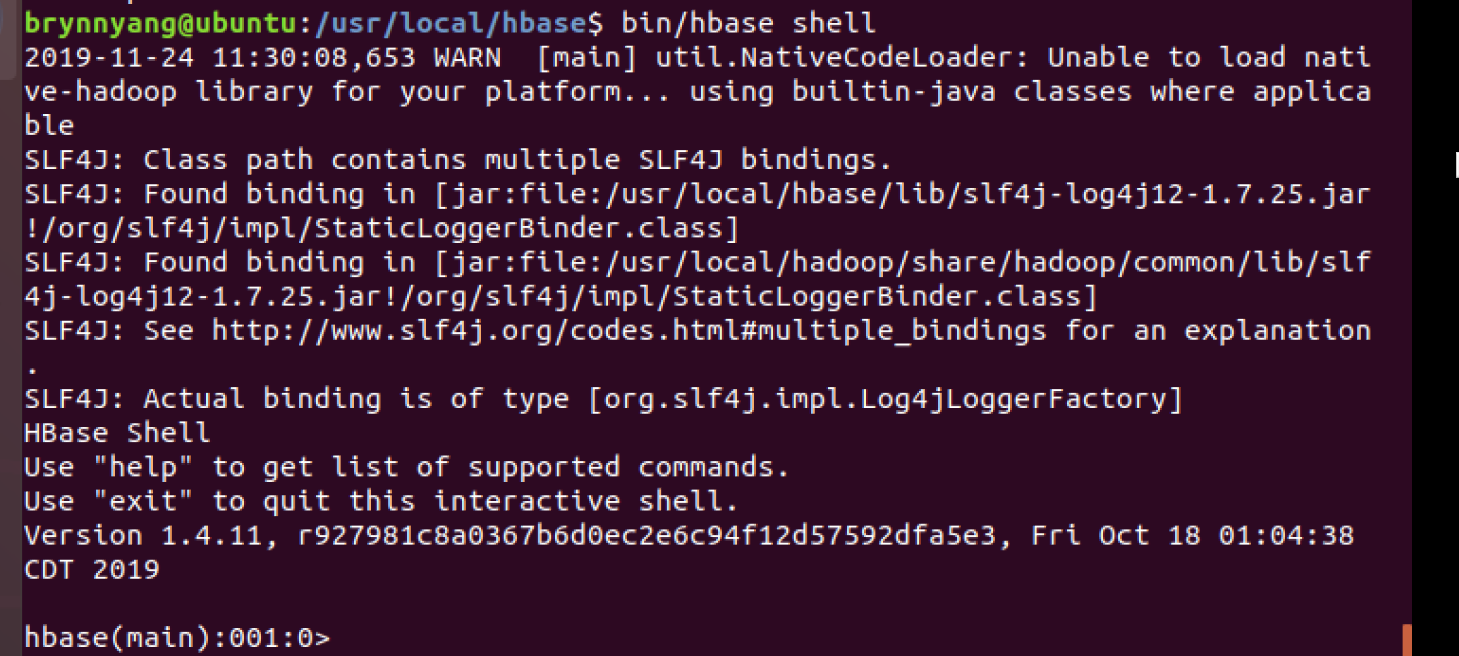 brynnyang@ubuntu:/usr/local/hbase$ bin/hbase shell
2019-11-24 11:30:08,653 WARN  [main] util.NativeCodeLoader: Unable to load nati
ve-hadoop library for your platform... using builtin-java classes where applica
ble
SLF4J: Class path contains multiple SLF4J bindings.
SLF4J: Found binding in [jar:file:/usr/local/hbase/lib/slf4j-log4j12-1.7.25.jar
!/org/slf4j/impl/StaticLoggerBinder.class]
SLF4J: Found binding in [jar:file:/usr/local/hadoop/share/hadoop/common/lib/slf
4j-log4j12-1.7.25.jar!/org/slf4j/impl/StaticLoggerBinder.class]
SLF4J: See http://www.slf4j.org/codes.html#multiple_bindings for an explanation
.
SLF4J: Actual binding is of type [org.slf4j.impl.Log4jLoggerFactory]
HBase Shell
Use "help" to get list of supported commands.
Use "exit" to quit this interactive shell.
Version 1.4.11, r927981c8a0367b6d0ec2e6c94f12d57592dfa5e3, Fri Oct 18 01:04:38
CDT 2019
hbase(main):001:0>